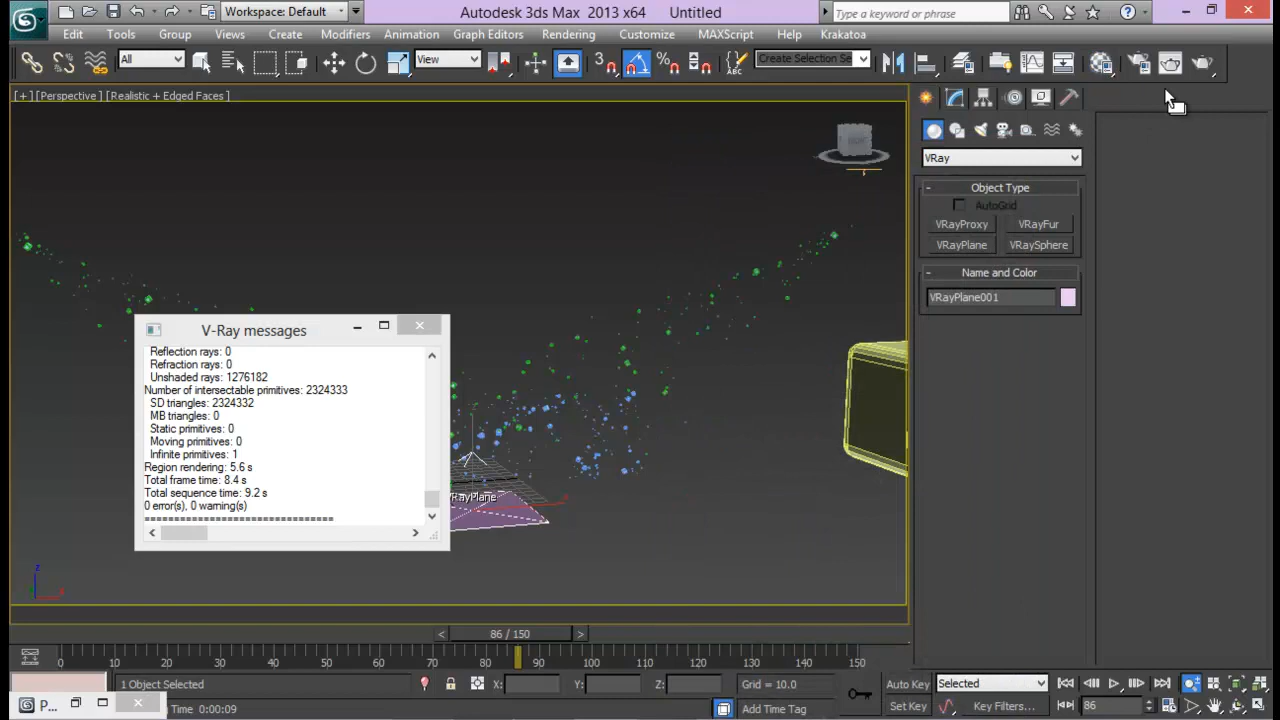 Workspace: Default
Autodesk 3ds Max 2013 x64 Untitled
Type a keyword or phrase
Edit Tools Group Views Create Modifiers Animation Graph Editors Rendering Customize MAXScript Help Krakatoa
All
View
3
Create Selection Se
[+] [Perspective] [Realistic + Edged Faces]
VRay
- Object Type
AutoGrid
VRayProxy VRayFur
VRayPlane VRaySphere
- Name and Color
VRayPlane001
V-Ray messages
Reflection rays: 0
Refraction rays: 0
Unshaded rays: 1276182
Number of intersectable primitives: 2324333
SD triangles: 2324332
MB triangles: 0
Static primitives: 0
Moving primitives: 0
Infinite primitives: 1
Region rendering: 5.6 s
Total frame time: 8.4 s
Total sequence time: 9.2 s
0 error(s), 0 warning(s)
==============================
VRayPlane
z
x
x
< 86 / 150 >
0 10 20 30 40 50 60 70 80 90 100 110 120 130 140 150
1 Object Selected
X: Y: Z: Grid = 10.0
Auto Key Selected
P...
Time 0:00:09
Add Time Tag
Set Key Key Filters... 86